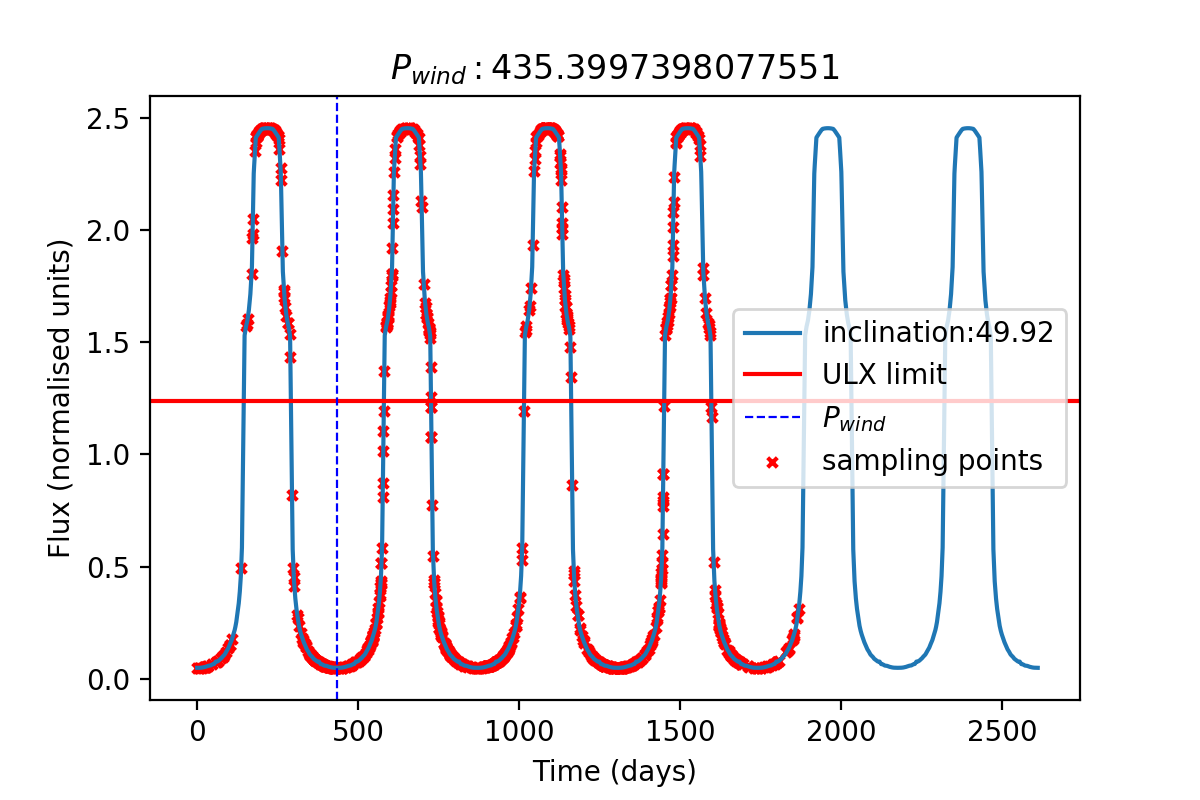 P_wind : 435.3997398077551
Flux (normalised units)
2.5
2.0
1.5
1.0
0.5
0.0
inclination:49.92
ULX limit
P_wind
sampling points
0 500 1000 1500 2000 2500
Time (days)